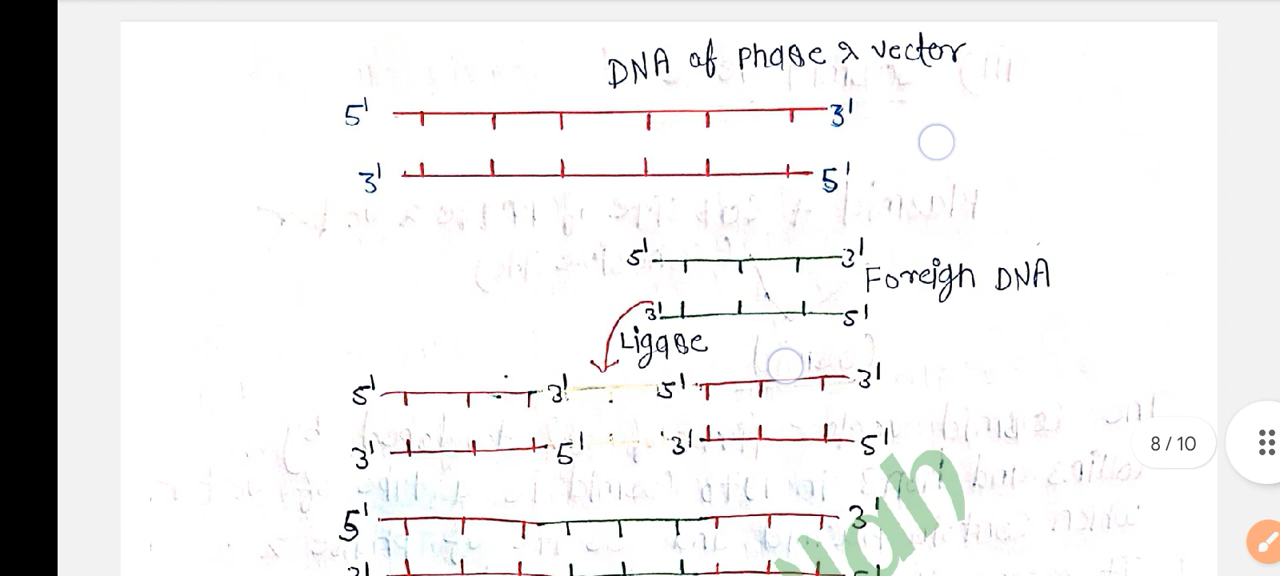 DNA of phage λ vector
5' 3'
3' 5'
5' 3'
Foreign DNA
3' 5'
Ligase
5' 3' 5' 3'
3' 5' 3' 5'
8 / 10
5' 3'